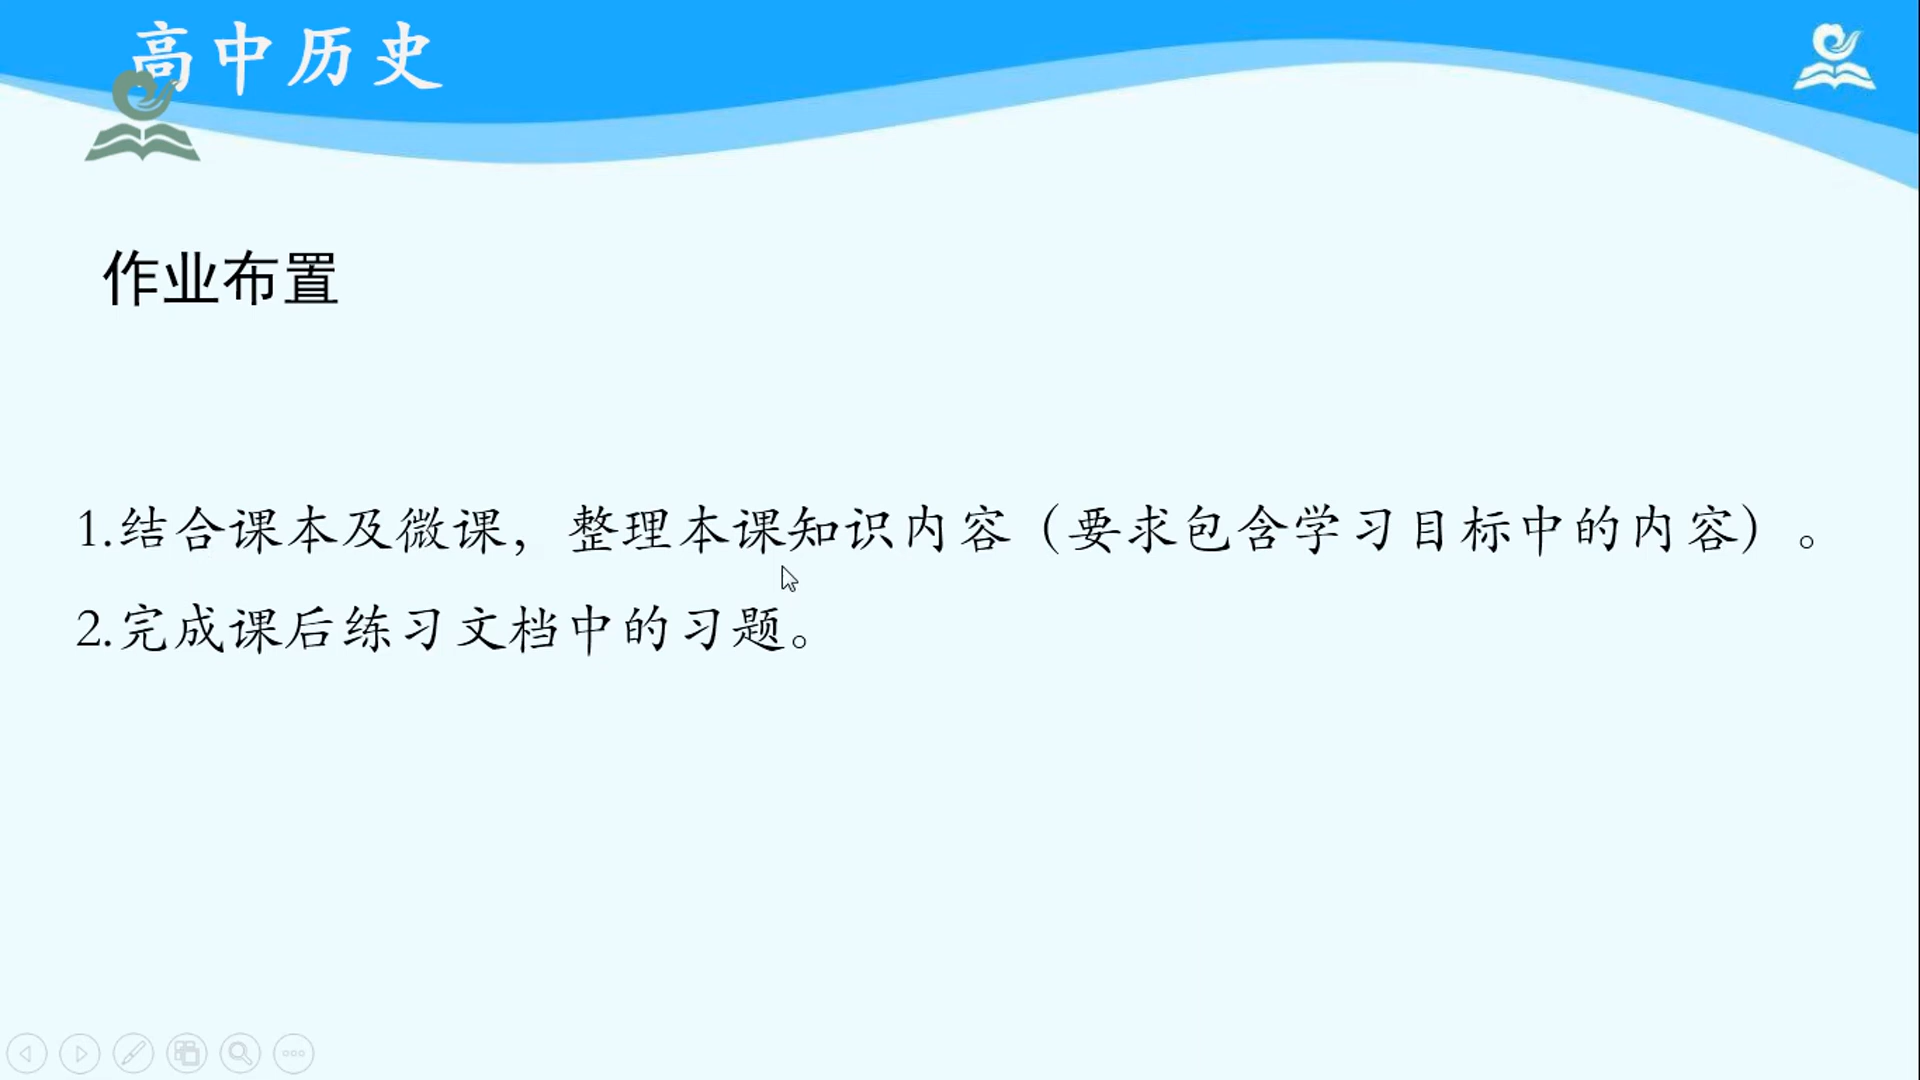 高中历史
作业布置
1.结合课本及微课，整理本课知识内容（要求包含学习目标中的内容）。
2.完成课后练习文档中的习题。